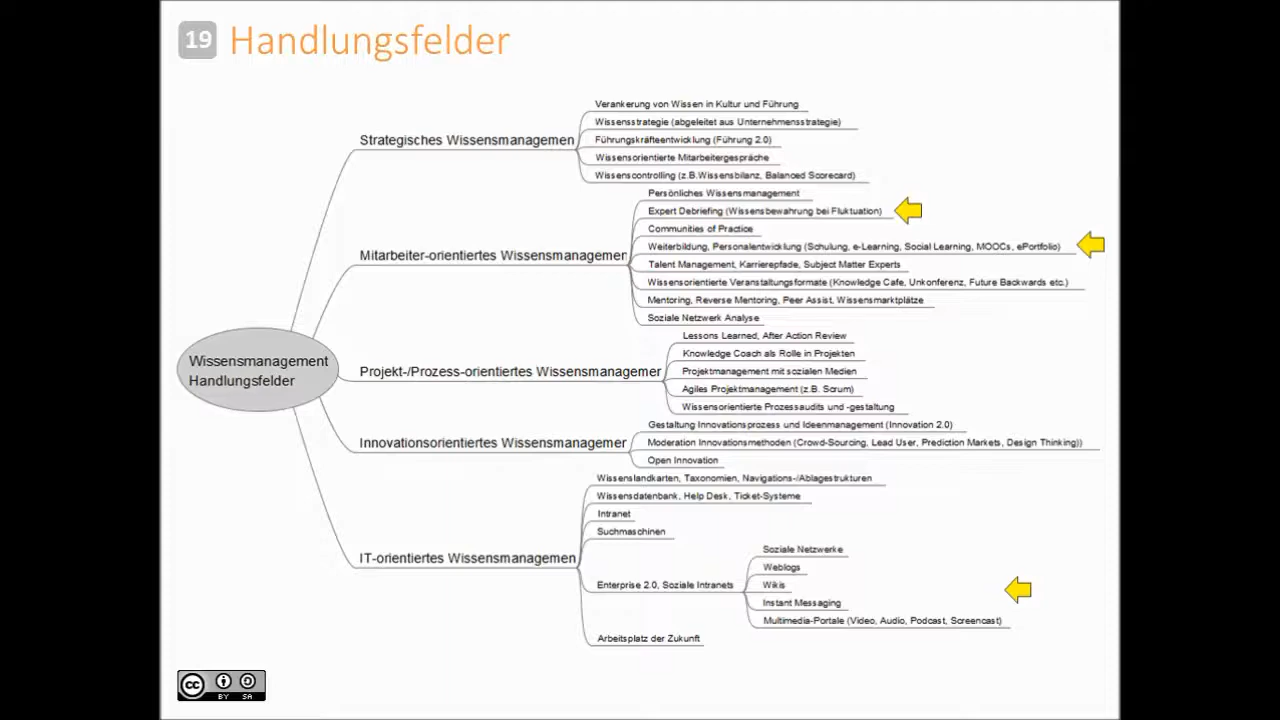 19 Handlungsfelder
Verankerung von Wissen in Kultur und Führung
Wissensstrategie (abgeleitet aus Unternehmensstrategie)
Strategisches Wissensmanagemen
Führungskräfteentwicklung (Führung 2.0)
Wissensorientierte Mitarbeitergespräche
Wissenscontrolling (z.B.Wissensbilanz, Balanced Scorecard)
Persönliches Wissensmanagement
Expert Debriefing (Wissensbewahrung bei Fluktuation)
Communities of Practice
Weiterbildung, Personalentwicklung (Schulung, e-Learning, Social Learning, MOOCs, ePortfolio)
Mitarbeiter-orientiertes Wissensmanagemer
Talent Management, Karrierepfade, Subject Matter Experts
Wissensorientierte Veranstaltungsformate (Knowledge Cafe, Unkonferenz, Future Backwards etc.)
Mentoring, Reverse Mentoring, Peer Assist, Wissensmarktplätze
Soziale Netzwerk Analyse
Lessons Learned, After Action Review
Knowledge Coach als Rolle in Projekten
Wissensmanagement
Handlungsfelder
Projekt-/Prozess-orientiertes Wissensmanagemer
Projektmanagement mit sozialen Medien
Agiles Projektmanagement (z.B. Scrum)
Wissensorientierte Prozessaudits und -gestaltung
Gestaltung Innovationsprozess und Ideenmanagement (Innovation 2.0)
Innovationsorientiertes Wissensmanagemer
Moderation Innovationsmethoden (Crowd-Sourcing, Lead User, Prediction Markets, Design Thinking))
Open Innovation
Wissenslandkarten, Taxonomien, Navigations-/Ablagestrukturen
Wissensdatenbank, Help Desk, Ticket-Systeme
Intranet
Suchmaschinen
IT-orientiertes Wissensmanagemen
Soziale Netzwerke
Weblogs
Enterprise 2.0, Soziale Intranets
Wikis
Instant Messaging
Multimedia-Portale (Video, Audio, Podcast, Screencast)
Arbeitsplatz der Zukunft
cc BY SA